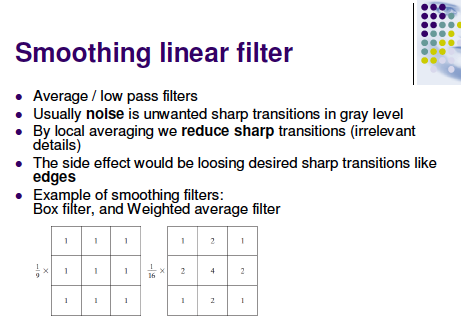 Smoothing linear filter
Average / low pass filters
Usually noise is unwanted sharp transitions in gray level
By local averaging we reduce sharp transitions (irrelevant
details)
The side effect would be loosing desired sharp transitions like
edges
Example of smoothing filters:
Box filter, and Weighted average filter
1/9 ×
1 1 1
1 1 1
1 1 1
1/16 ×
1 2 1
2 4 2
1 2 1